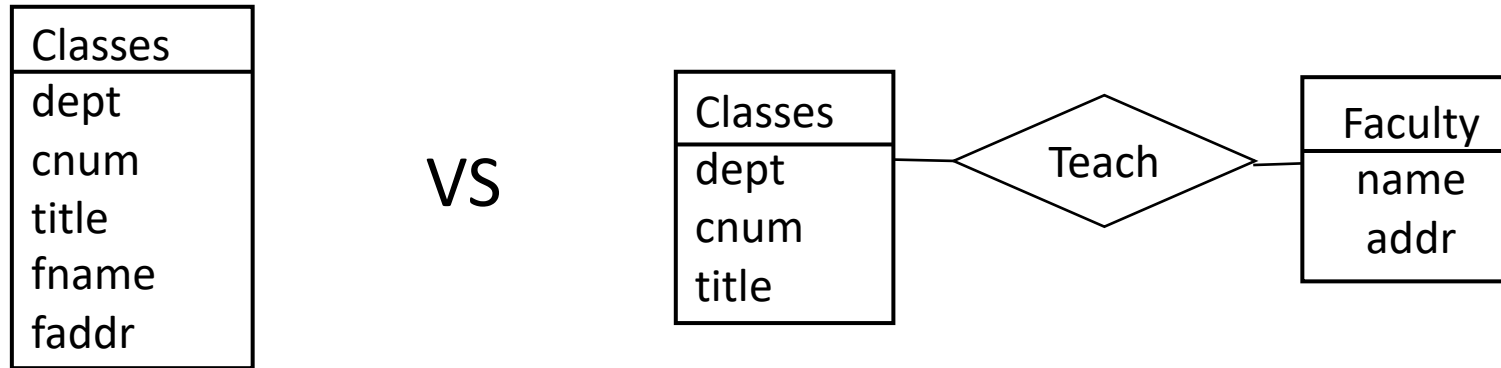 Classes
dept
cnum
title
fname
faddr
VS
Classes
dept
cnum
title
Teach
Faculty
name
addr